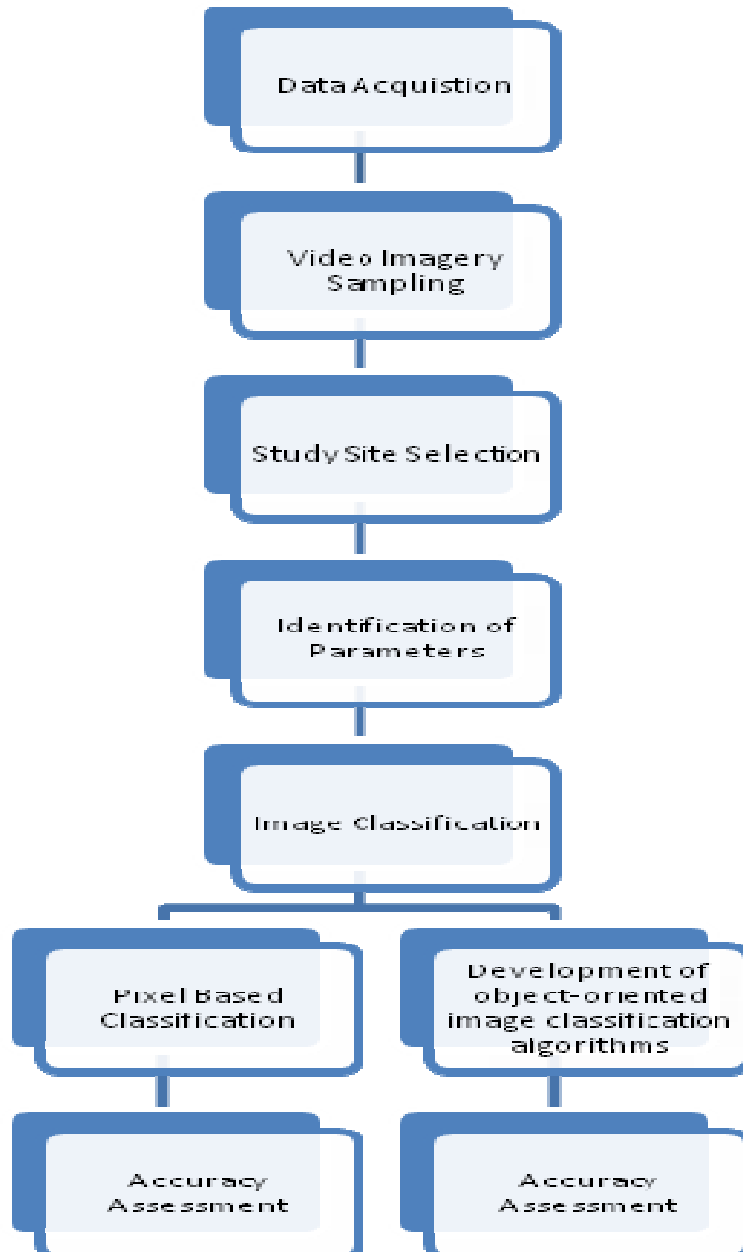 Data Acquistion
Video Imagery
Sampling
Study Site Selection
Identification of
Parameters
Image Classification
Pixel Based
Classification
Development of
object-oriented
image classification
algorithms
Accuracy
Assessment
Accuracy
Assessment